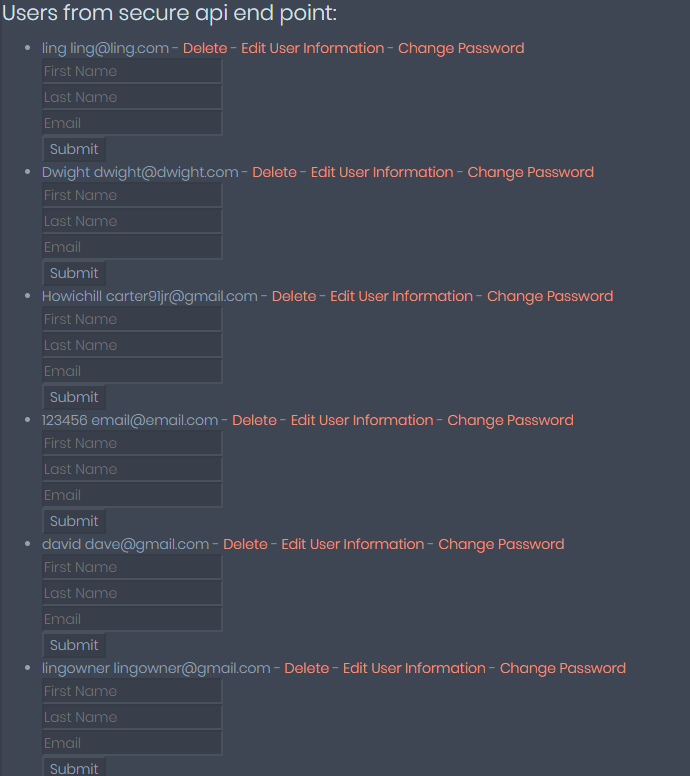 Users from secure api end point:
ling ling@ling.com - Delete - Edit User Information - Change Password
First Name
Last Name
Email
Submit
Dwight dwight@dwight.com - Delete - Edit User Information - Change Password
First Name
Last Name
Email
Submit
Howichill carter91jr@gmail.com - Delete - Edit User Information - Change Password
First Name
Last Name
Email
Submit
123456 email@email.com - Delete - Edit User Information - Change Password
First Name
Last Name
Email
Submit
david dave@gmail.com - Delete - Edit User Information - Change Password
First Name
Last Name
Email
Submit
lingowner lingowner@gmail.com - Delete - Edit User Information - Change Password
First Name
Last Name
Email
Submit